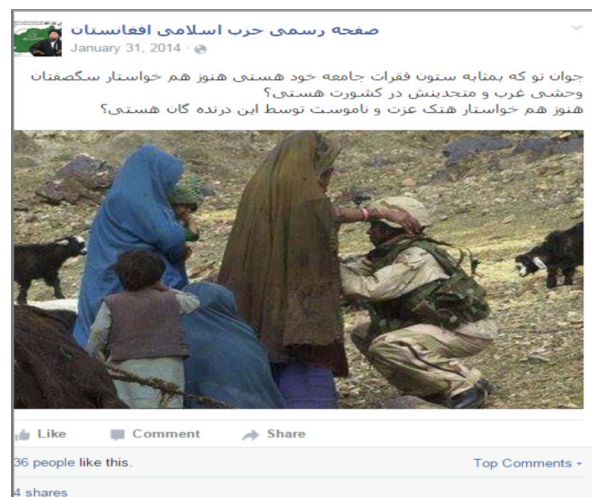 صفحه رسمی حزب اسلامی افغانستان
January 31, 2014
جوان تو که بمثابه ستون فقرات جامعه خود هستی هنوز هم خواستار سگصفتان
وحشی غرب و متحدینش در کشورت هستی؟
هنوز هم خواستار هتک عزت و ناموست توسط این درنده گان هستی؟
Like Comment Share
36 people like this.
Top Comments
4 shares